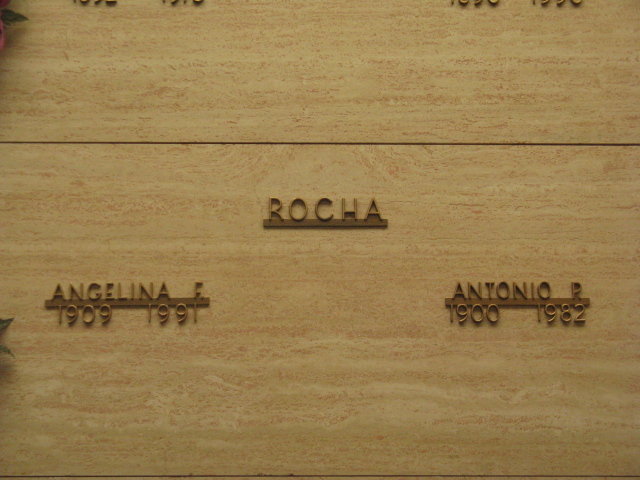 ROCHA
ANGELINA F.
1909 1991
ANTONIO P.
1900 1982